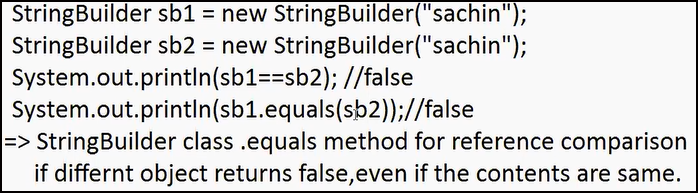 StringBuilder sb1 = new StringBuilder("sachin");
StringBuilder sb2 = new StringBuilder("sachin");
System.out.println(sb1==sb2); //false
System.out.println(sb1.equals(sb2));//false
=> StringBuilder class .equals method for reference comparison
if differnt object returns false,even if the contents are same.